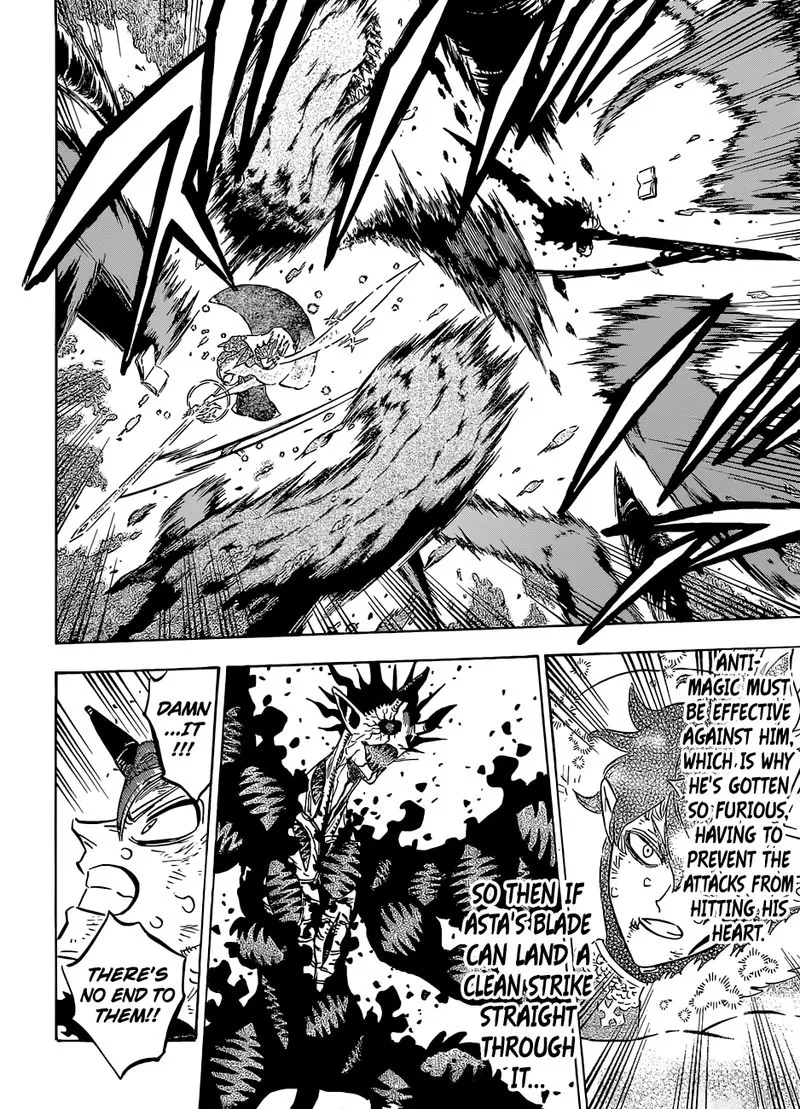 ANTI-
MAGIC MUST
BE EFFECTIVE
AGAINST HIM,
WHICH IS WHY
HE'S GOTTEN
SO FURIOUS,
HAVING TO
PREVENT THE
ATTACKS FROM
HITTING HIS
HEART.
SO THEN IF
ASTA'S BLADE
CAN LAND A
CLEAN STRIKE
STRAIGHT
THROUGH
IT...
DAMN
...IT
!!!
THERE'S
NO END TO
THEM!!